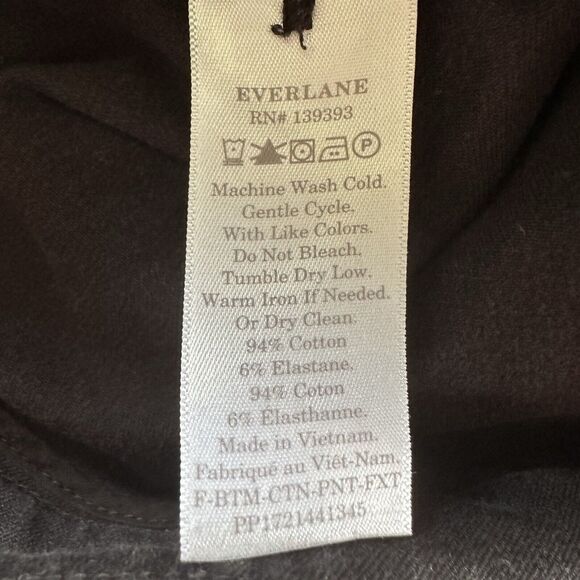 EVERLANE
RN# 139393
Machine Wash Cold.
Gentle Cycle.
With Like Colors.
Do Not Bleach.
Tumble Dry Low.
Warm Iron If Needed.
Or Dry Clean.
94% Cotton
6% Elastane.
94% Coton
6% Elasthanne.
Made in Vietnam.
Fabriqué au Viêt-Nam.
F-BTM-CTN-PNT-FXT
PP1721441345